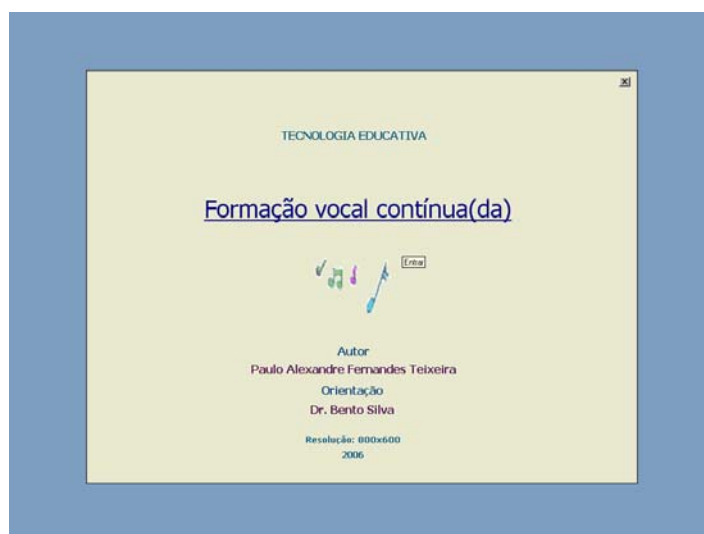 TECNOLOGIA EDUCATIVA
Formação vocal contínua(da)
Entrar
Autor
Paulo Alexandre Fernandes Teixeira
Orientação
Dr. Bento Silva
Resolução: 800x600
2006